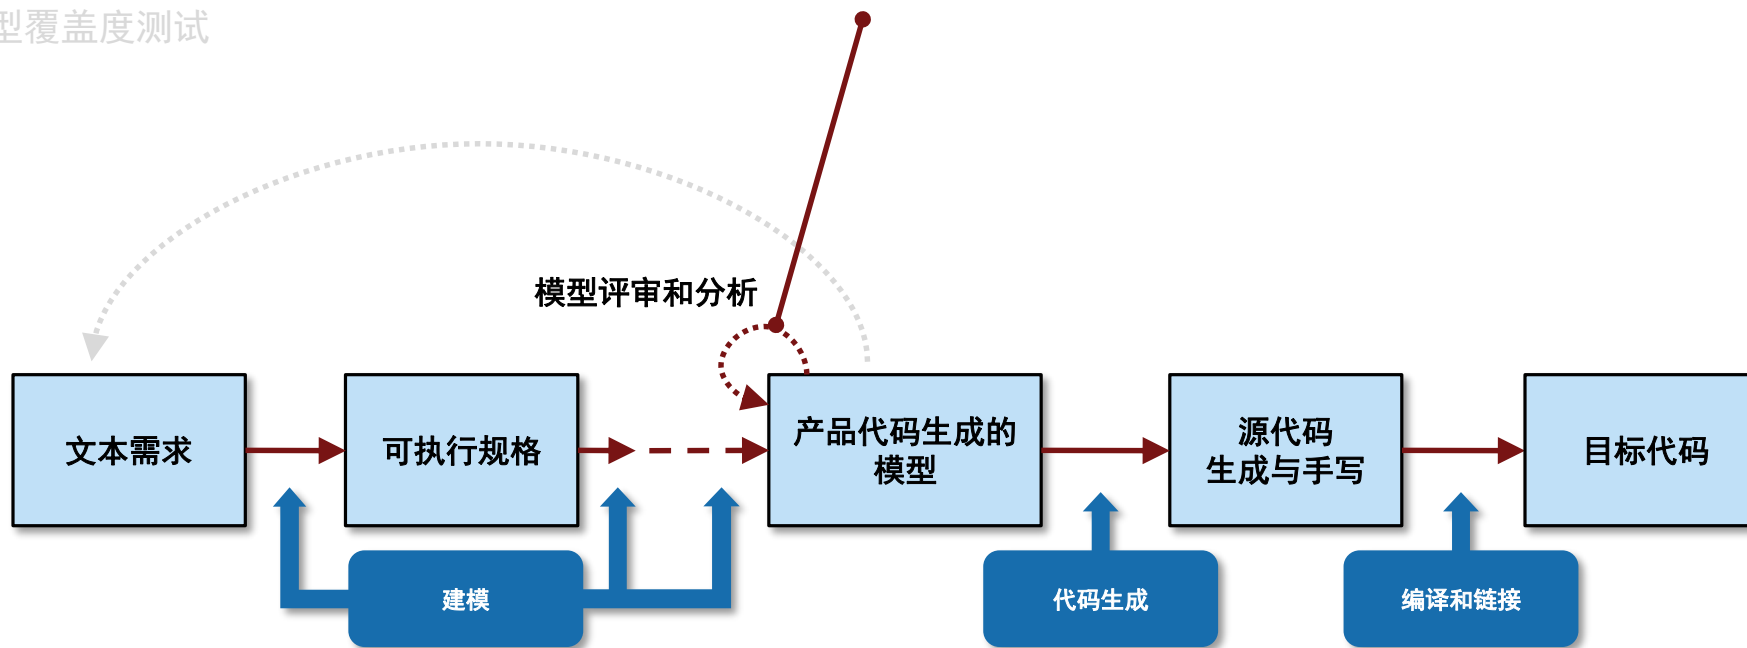 型覆盖度测试
模型评审和分析
文本需求
可执行规格
产品代码生成的
模型
源代码
生成与手写
目标代码
建模
代码生成
编译和链接